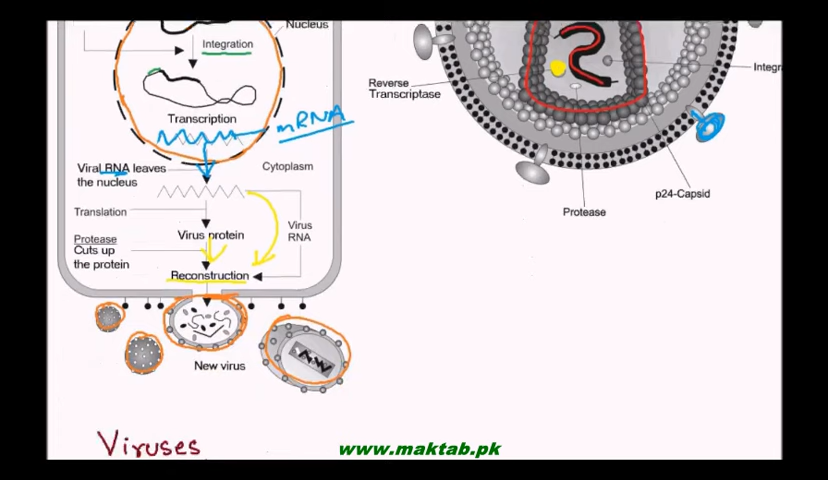 Nucleus
Integration
Transcription
mRNA
Viral RNA leaves
the nucleus
Cytoplasm
Translation
Virus protein
Virus
RNA
Protease
Cuts up
the protein
Reconstruction
New virus
Reverse
Transcriptase
Integra
p24-Capsid
Protease
Viruses
www.maktab.pk